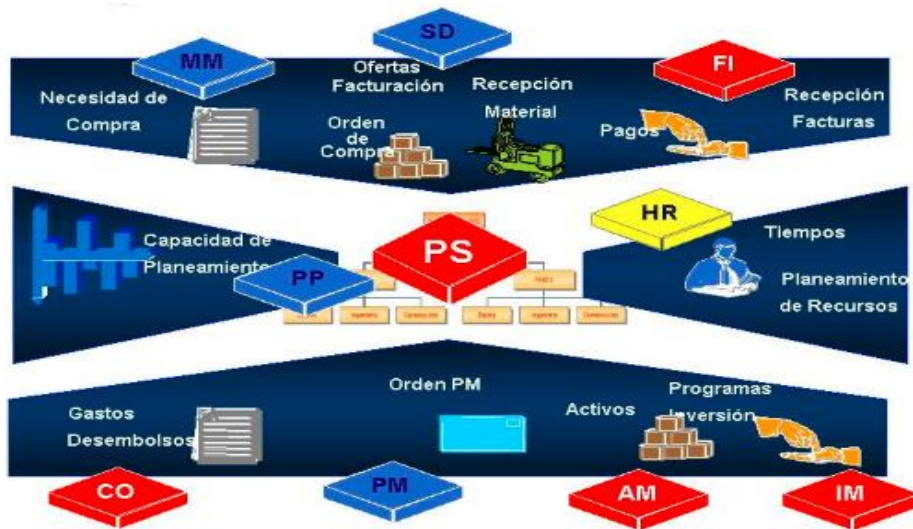 SD
MM
FI
Ofertas
Facturación
Necesidad de
Compra
Recepción
Material
Recepción
Facturas
Orden
de
Compra
Pagos
HR
PS
Capacidad de
Planeamiento
PP
Tiempos
Planeamiento
de Recursos
Orden PM
Programas
Inversión
Activos
Gastos
Desembolsos
CO
PM
AM
IM